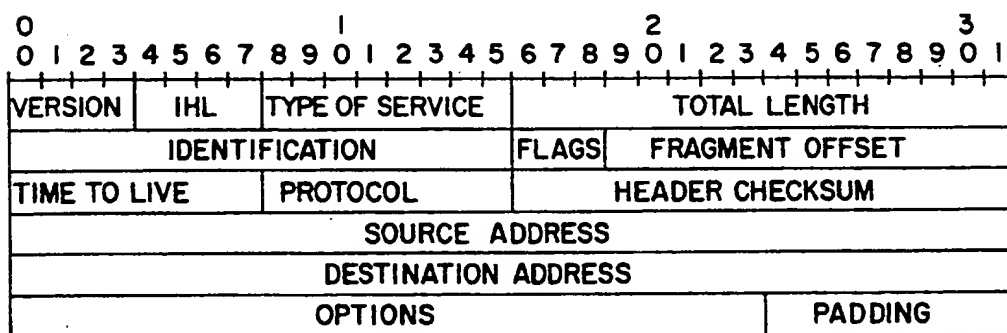 0 1 2 3
0 1 2 3 4 5 6 7 8 9 0 1 2 3 4 5 6 7 8 9 0 1 2 3 4 5 6 7 8 9 0 1
VERSION IHL TYPE OF SERVICE TOTAL LENGTH
IDENTIFICATION FLAGS FRAGMENT OFFSET
TIME TO LIVE PROTOCOL HEADER CHECKSUM
SOURCE ADDRESS
DESTINATION ADDRESS
OPTIONS PADDING